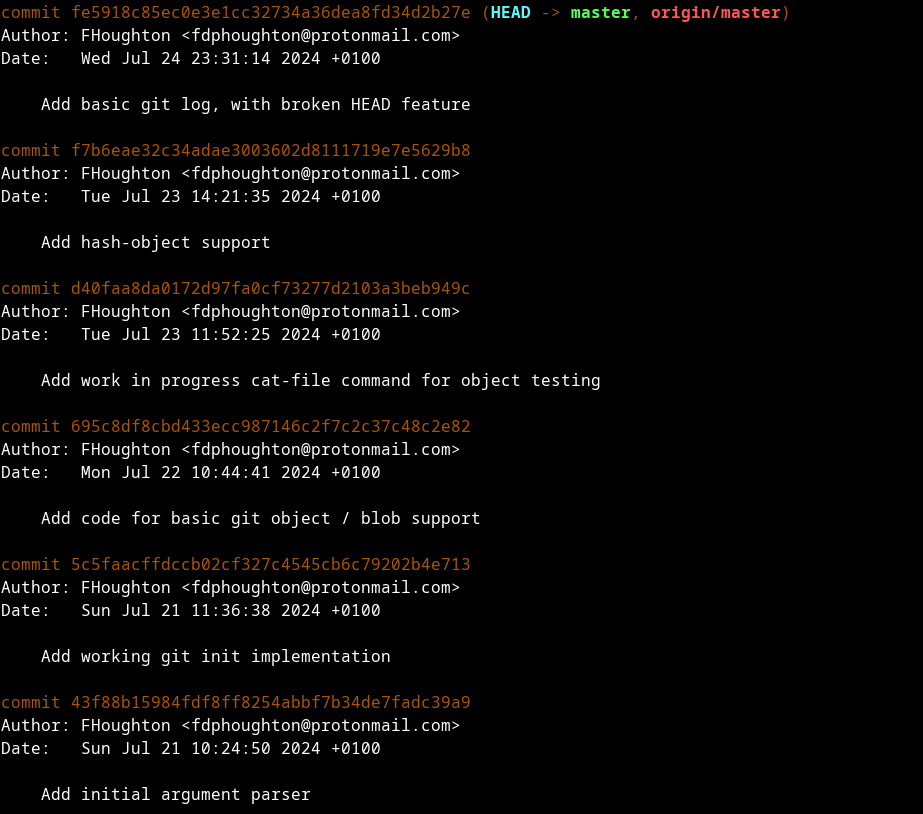 commit fe5918c85ec0e3e1cc32734a36dea8fd34d2b27e (HEAD -> master, origin/master)
Author: FHoughton <fdphoughton@protonmail.com>
Date:   Wed Jul 24 23:31:14 2024 +0100

    Add basic git log, with broken HEAD feature

commit f7b6eae32c34adae3003602d8111719e7e5629b8
Author: FHoughton <fdphoughton@protonmail.com>
Date:   Tue Jul 23 14:21:35 2024 +0100

    Add hash-object support

commit d40faa8da0172d97fa0cf73277d2103a3beb949c
Author: FHoughton <fdphoughton@protonmail.com>
Date:   Tue Jul 23 11:52:25 2024 +0100

    Add work in progress cat-file command for object testing

commit 695c8df8cbd433ecc987146c2f7c2c37c48c2e82
Author: FHoughton <fdphoughton@protonmail.com>
Date:   Mon Jul 22 10:44:41 2024 +0100

    Add code for basic git object / blob support

commit 5c5faacffdccb02cf327c4545cb6c79202b4e713
Author: FHoughton <fdphoughton@protonmail.com>
Date:   Sun Jul 21 11:36:38 2024 +0100

    Add working git init implementation

commit 43f88b15984fdf8ff8254abbf7b34de7fadc39a9
Author: FHoughton <fdphoughton@protonmail.com>
Date:   Sun Jul 21 10:24:50 2024 +0100

    Add initial argument parser